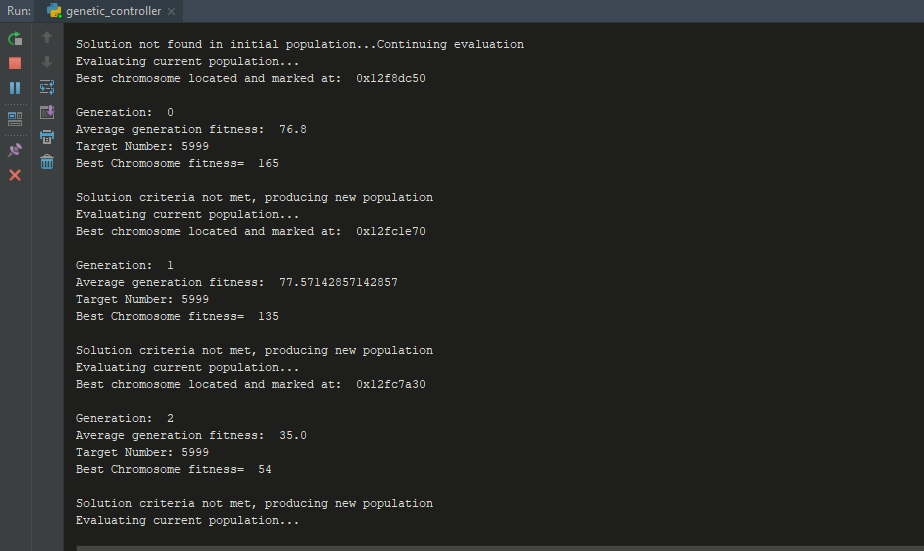 Run: genetic_controller
Solution not found in initial population...Continuing evaluation
Evaluating current population...
Best chromosome located and marked at:  0x12f8dc50
Generation:  0
Average generation fitness:  76.8
Target Number: 5999
Best Chromosome fitness=  165
Solution criteria not met, producing new population
Evaluating current population...
Best chromosome located and marked at:  0x12fc1e70
Generation:  1
Average generation fitness:  77.57142857142857
Target Number: 5999
Best Chromosome fitness=  135
Solution criteria not met, producing new population
Evaluating current population...
Best chromosome located and marked at:  0x12fc7a30
Generation:  2
Average generation fitness:  35.0
Target Number: 5999
Best Chromosome fitness=  54
Solution criteria not met, producing new population
Evaluating current population...